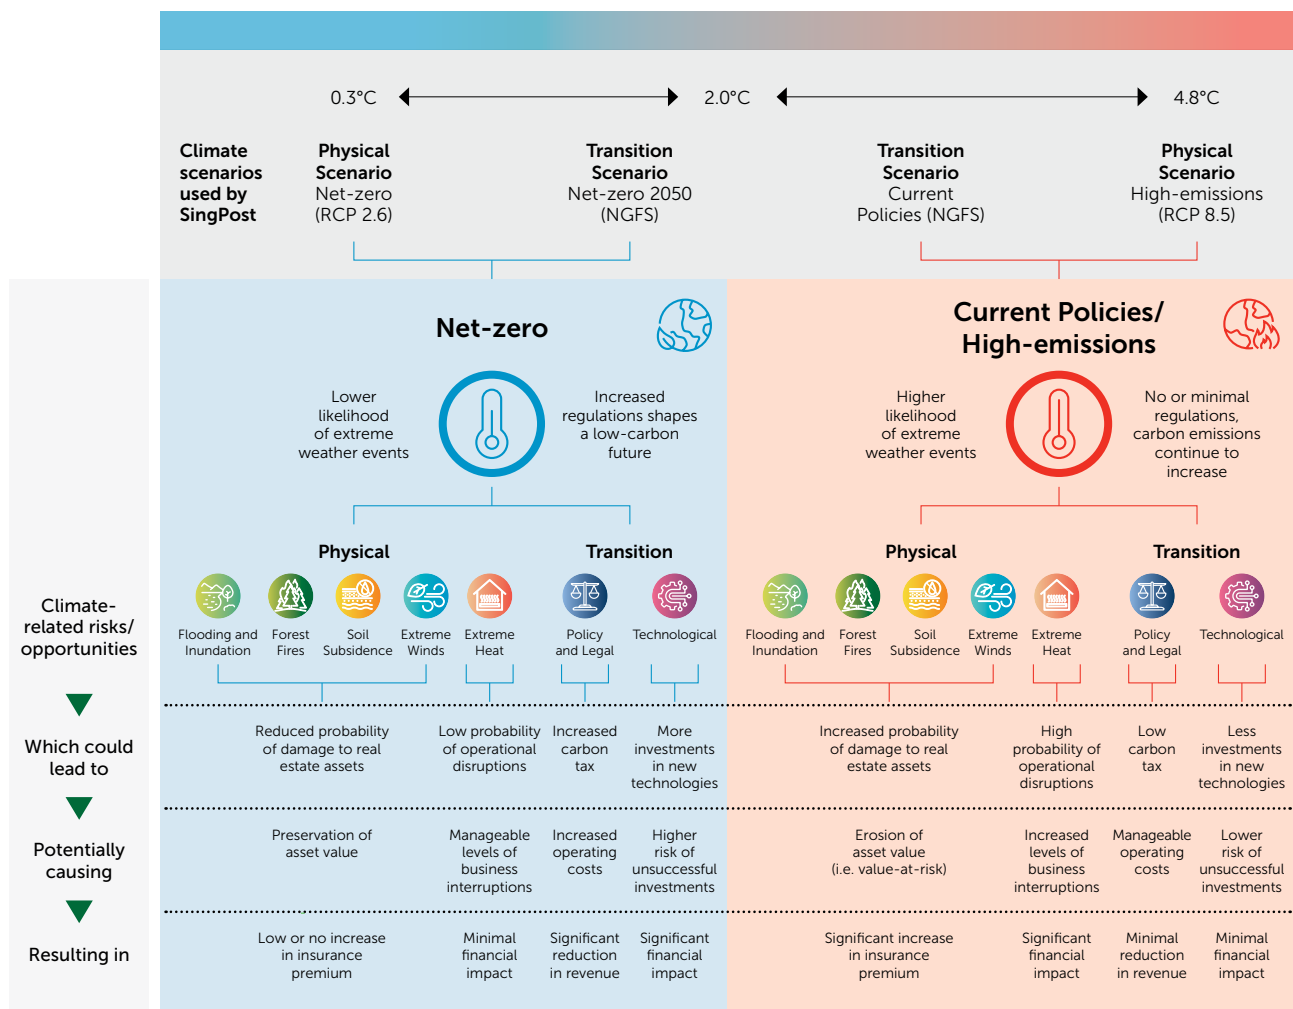 0.3°C
2.0°C
4.8°C
Climate
scenarios
used by
SingPost
Physical
Scenario
Net-zero
(RCP 2.6)
Transition
Scenario
Net-zero 2050
(NGFS)
Transition
Scenario
Current
Policies (NGFS)
Physical
Scenario
High-emissions
(RCP 8.5)
Net-zero
Lower
likelihood
of extreme
weather events
Increased
regulations shapes
a low-carbon
future
Current Policies/
High-emissions
Higher
likelihood
of extreme
weather events
No or minimal
regulations,
carbon emissions
continue to
increase
Climate-
related risks/
opportunities
Physical
Transition
Flooding and
Inundation
Forest
Fires
Soil
Subsidence
Extreme
Winds
Extreme
Heat
Policy
and Legal
Technological
Physical
Transition
Flooding and
Inundation
Forest
Fires
Soil
Subsidence
Extreme
Winds
Extreme
Heat
Policy
and Legal
Technological
Which could
lead to
Reduced probability
of damage to real
estate assets
Low probability
of operational
disruptions
Increased
carbon
tax
More
investments
in new
technologies
Increased probability
of damage to real
estate assets
High
probability of
operational
disruptions
Low
carbon
tax
Less
investments
in new
technologies
Potentially
causing
Preservation of
asset value
Manageable
levels of
business
interruptions
Increased
operating
costs
Higher
risk of
unsuccessful
investments
Erosion of
asset value
(i.e. value-at-risk)
Increased
levels of
business
interruptions
Manageable
operating
costs
Lower
risk of
unsuccessful
investments
Resulting in
Low or no increase
in insurance
premium
Minimal
financial
impact
Significant
reduction
in revenue
Significant
financial
impact
Significant increase
in insurance
premium
Significant
financial
impact
Minimal
reduction
in revenue
Minimal
financial
impact